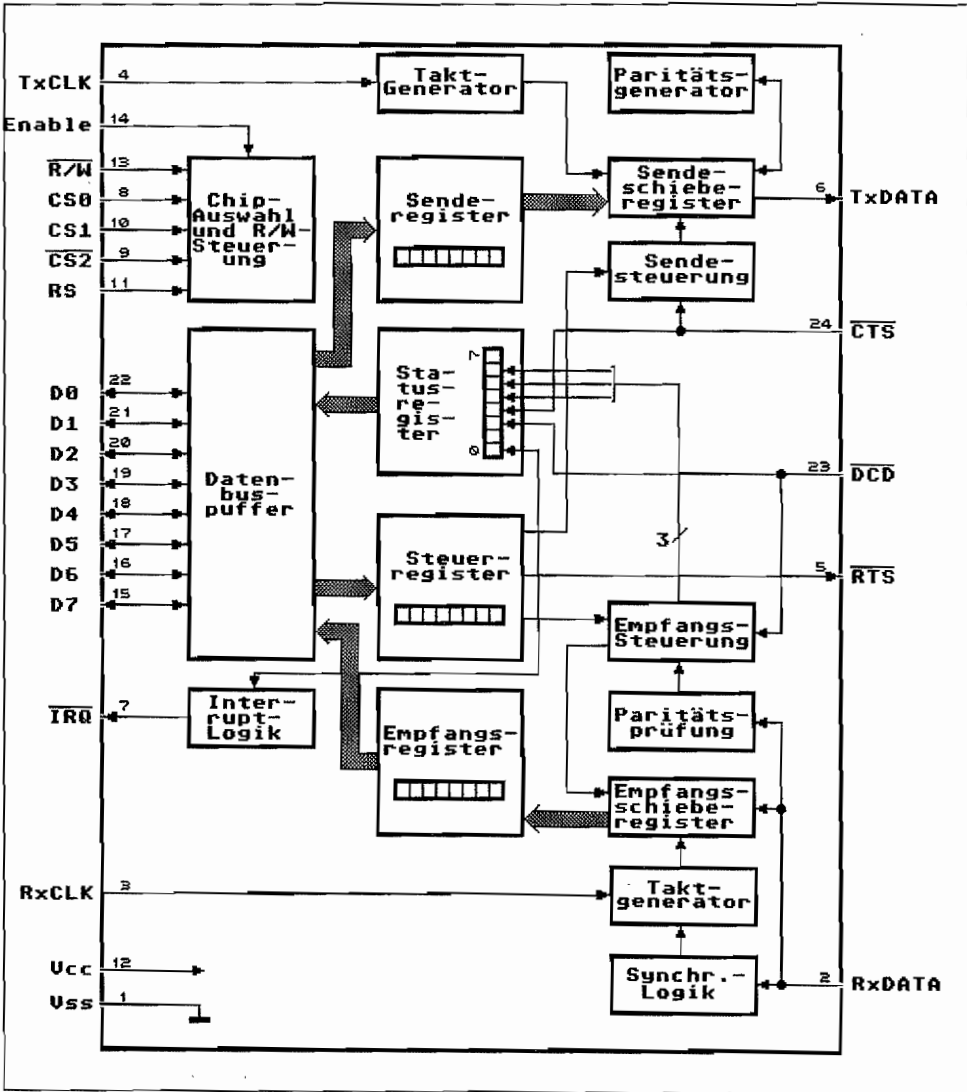 TxCLK
4
Takt-
Generator
Paritäts-
generator
Enable
14
R/W
13
CS0
8
CS1
10
CS2
9
RS
11
Chip-
Auswahl
und R/W-
Steuer-
ung
Sende-
register
Sende-
schiebe-
register
6
TxDATA
Sende-
steuerung
24
CTS
D0
22
D1
21
D2
20
D3
19
D4
18
D5
17
D6
16
D7
15
Daten-
bus-
puffer
Sta-
tus-
re-
gis-
ter
7
0
23
DCD
3
Steuer-
register
5
RTS
Empfangs-
Steuerung
IRQ
7
Inter-
rupt-
Logik
Empfangs-
register
Paritäts-
prüfung
Empfangs-
schiebe-
register
RxCLK
3
Takt-
generator
Vcc
12
Vss
1
Synchr.-
Logik
2
RxDATA